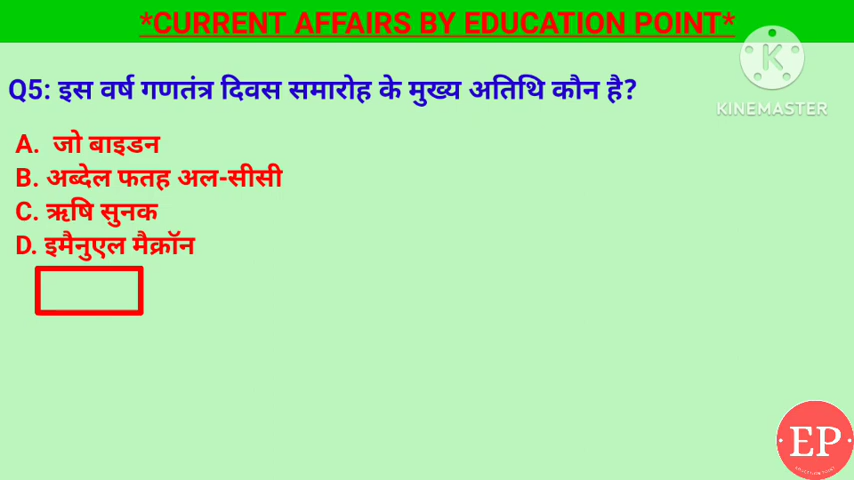 *CURRENT AFFAIRS BY EDUCATION POINT*
KINEMASTER
Q5: इस वर्ष गणतंत्र दिवस समारोह के मुख्य अतिथि कौन है?
A. जो बाइडन
B. अब्देल फतह अल-सीसी
C. ऋषि सुनक
D. इमैनुएल मैक्रॉन
EP